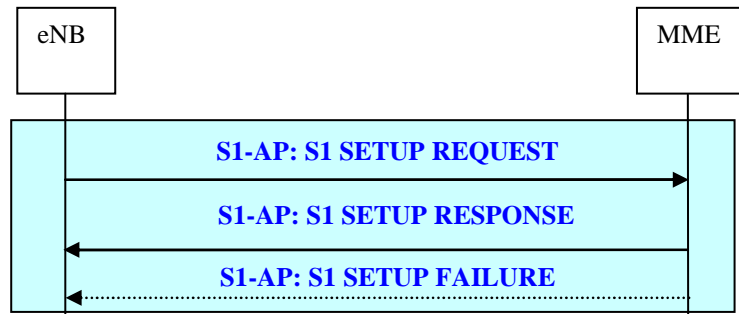 eNB
MME
S1-AP: S1 SETUP REQUEST
S1-AP: S1 SETUP RESPONSE
S1-AP: S1 SETUP FAILURE